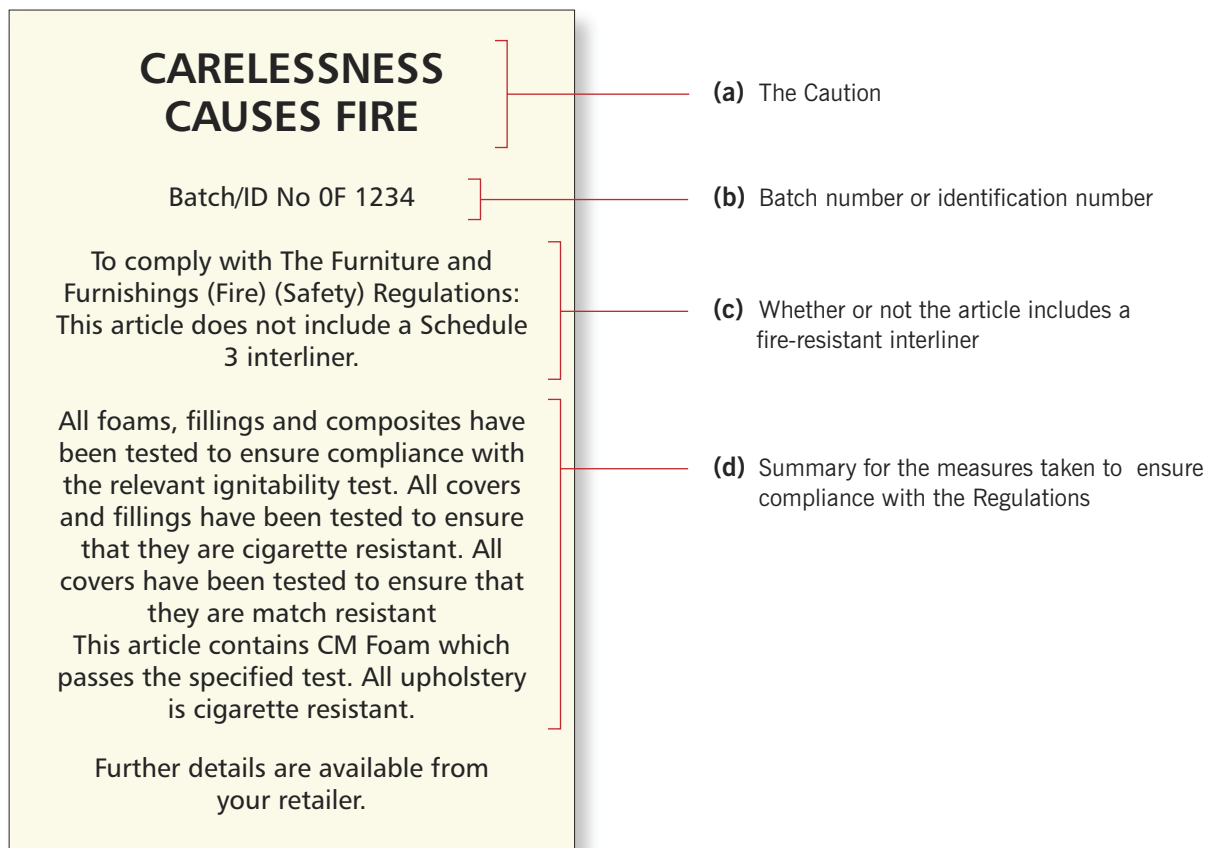 CARELESSNESS
CAUSES FIRE
(a) The Caution
Batch/ID No 0F 1234
(b) Batch number or identification number
To comply with The Furniture and
Furnishings (Fire) (Safety) Regulations:
This article does not include a Schedule
3 interliner.
(c) Whether or not the article includes a
fire-resistant interliner
All foams, fillings and composites have
been tested to ensure compliance with
the relevant ignitability test. All covers
and fillings have been tested to ensure
that they are cigarette resistant. All
covers have been tested to ensure that
they are match resistant
This article contains CM Foam which
passes the specified test. All upholstery
is cigarette resistant.
(d) Summary for the measures taken to ensure
compliance with the Regulations
Further details are available from
your retailer.